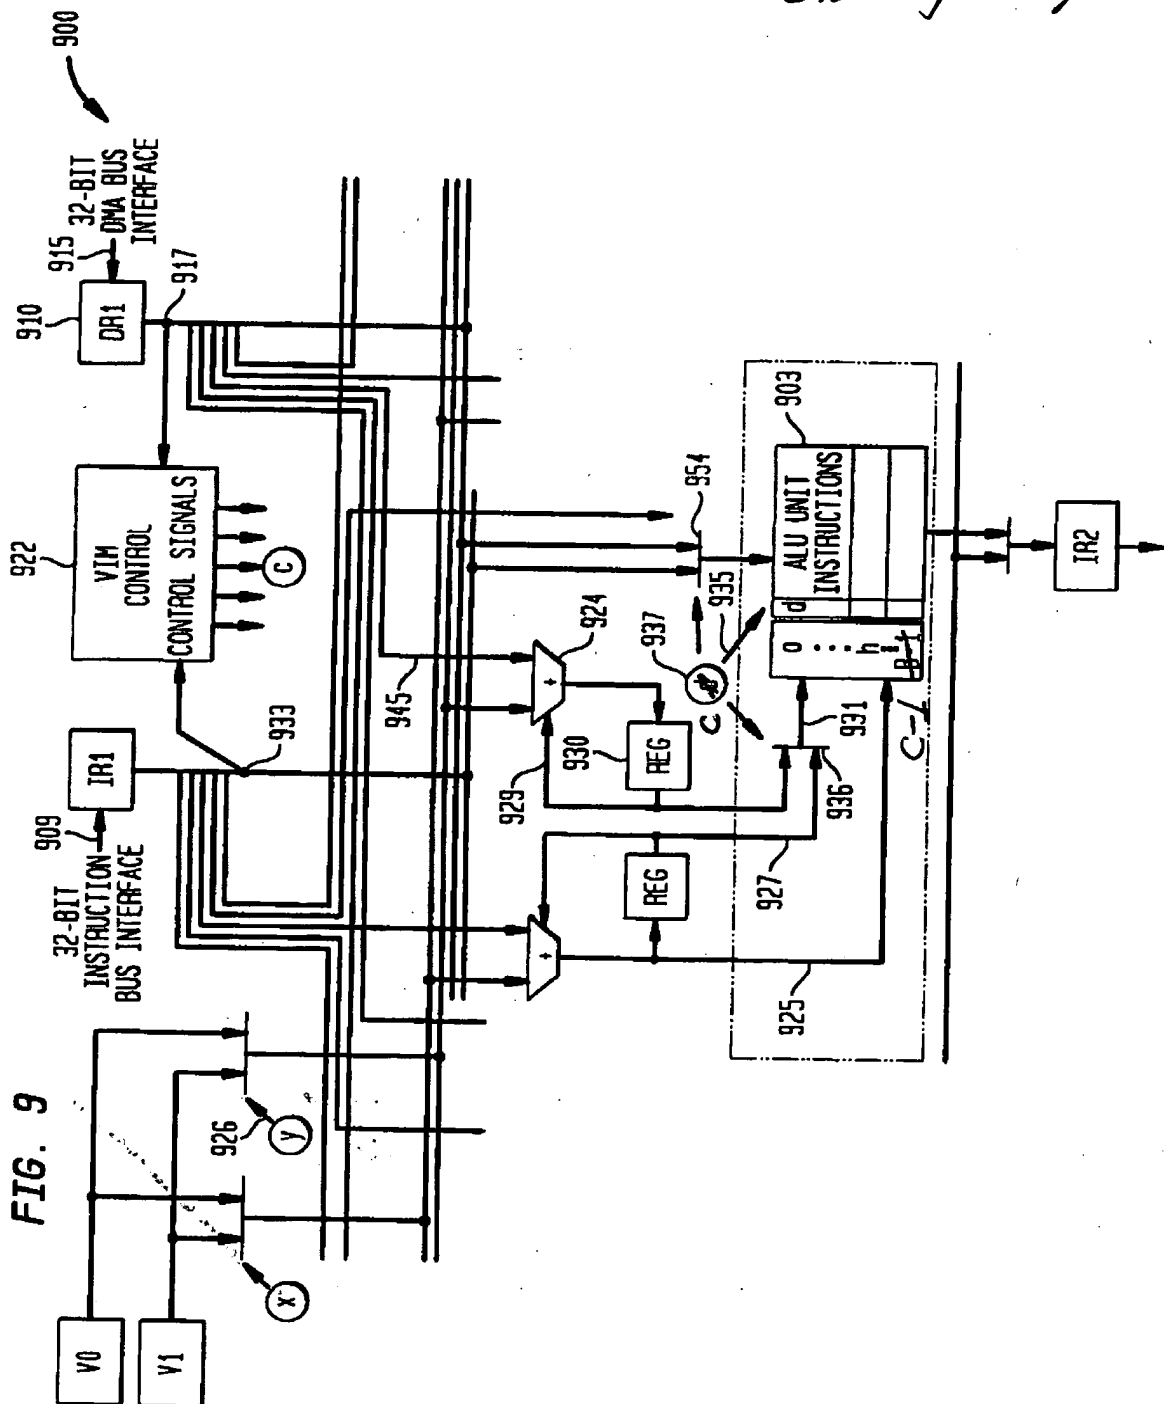 FIG. 9
900
V0
V1
x
926
y
32-BIT
INSTRUCTION
BUS INTERFACE
909
IR1
933
922
VIM
CONTROL
CONTROL SIGNALS
C
910
DR1
915
32-BIT
DMA BUS
INTERFACE
917
945
+
+
924
929
930
REG
REG
927
925
937
C
935
954
936
931
903
0
h
B-1
C-1
d
ALU UNIT
INSTRUCTIONS
IR2